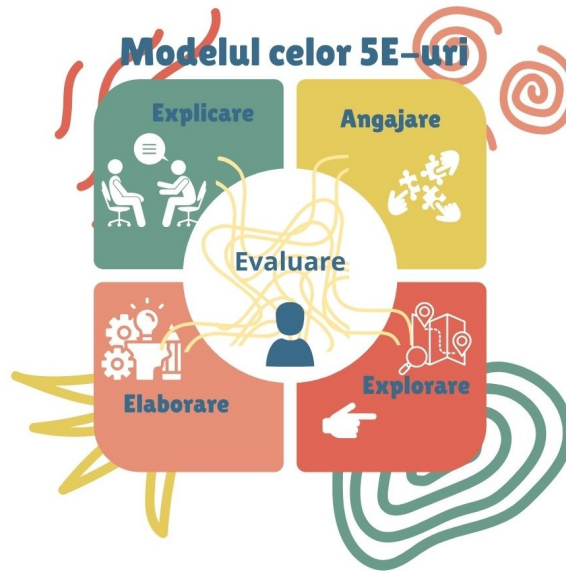 Modelul celor 5E-uri
Explicare
Angajare
Evaluare
Elaborare
Explorare